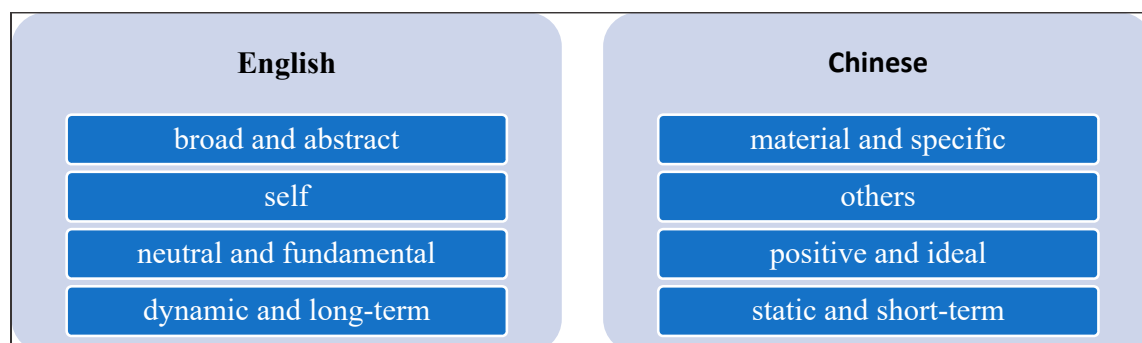 English
broad and abstract
self
neutral and fundamental
dynamic and long-term
Chinese
material and specific
others
positive and ideal
static and short-term